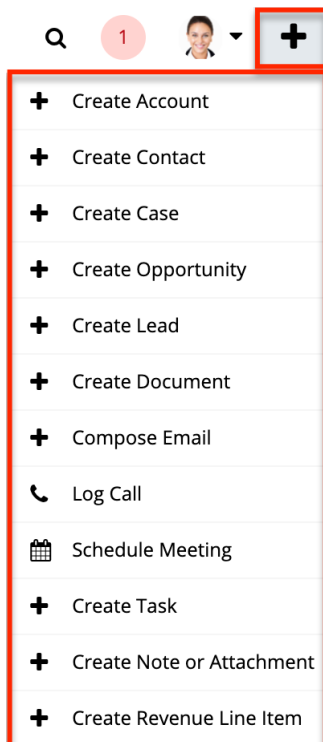 1
Create Account
Create Contact
Create Case
Create Opportunity
Create Lead
Create Document
Compose Email
Log Call
Schedule Meeting
Create Task
Create Note or Attachment
Create Revenue Line Item